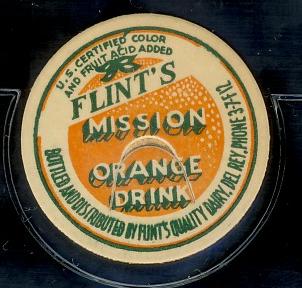 U.S. CERTIFIED COLOR
AND FRUIT ACID ADDED
FLINT'S
MISSION
ORANGE
DRINK
BOTTLED AND DISTRIBUTED BY FLINT'S QUALITY DAIRY, DEL REY, PHONE:3-F-12